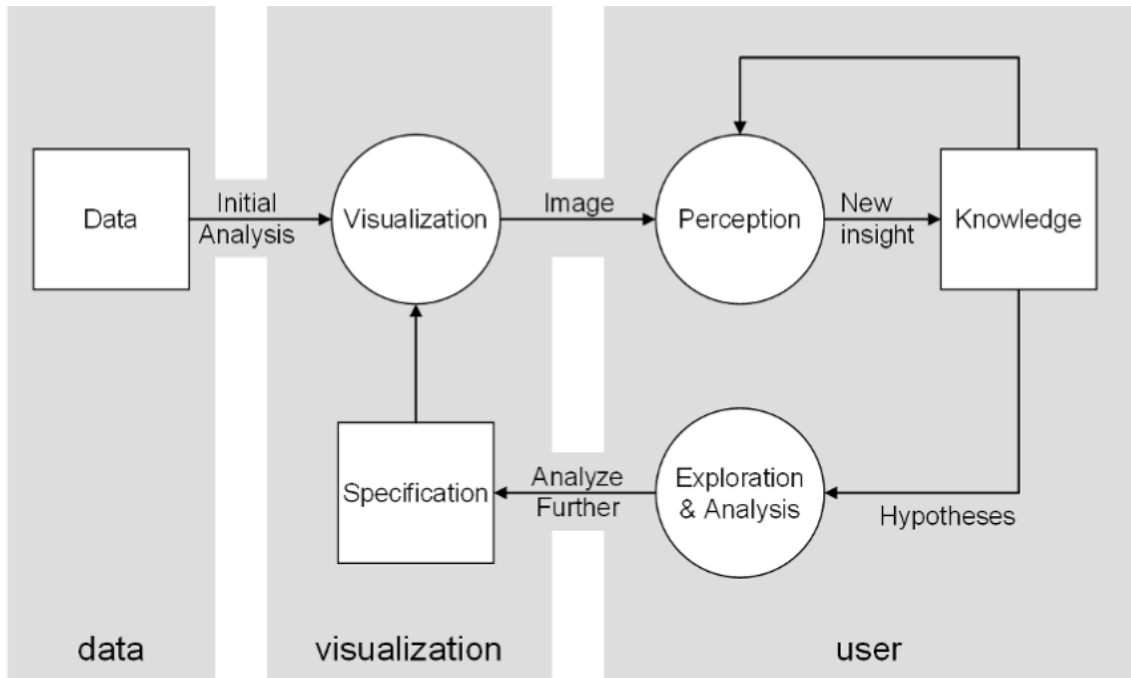 Data
Initial
Analysis
Visualization
Image
Perception
New
insight
Knowledge
Specification
Analyze
Further
Exploration
& Analysis
Hypotheses
data
visualization
user